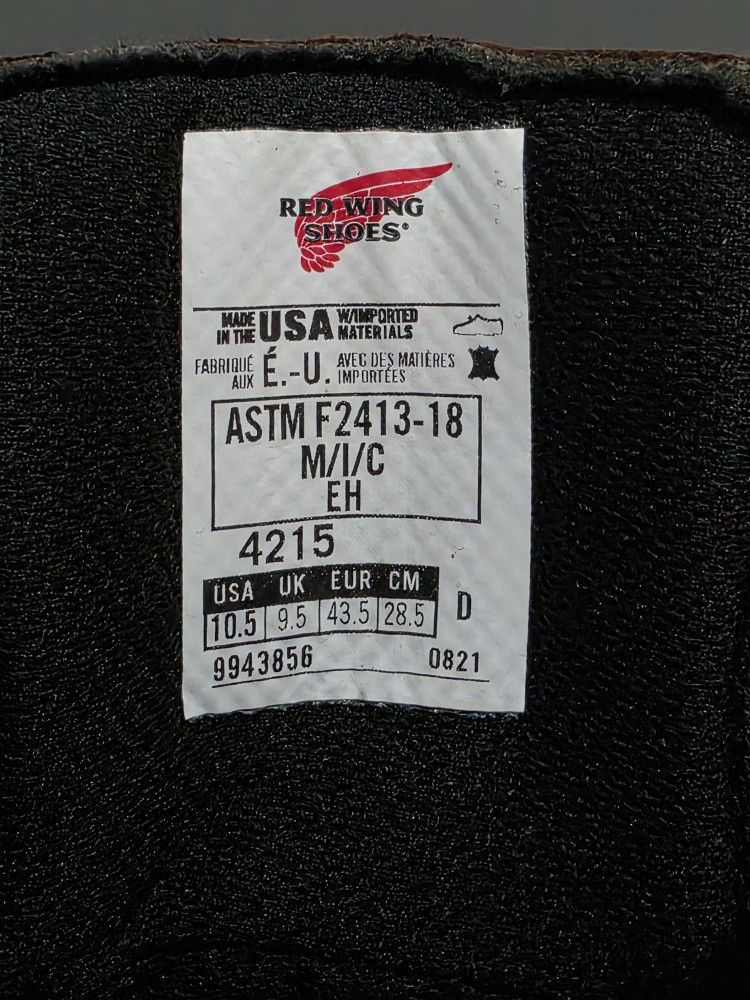 RED WING
SHOES®
MADE IN THE USA W/IMPORTED MATERIALS
FABRIQUÉ AUX É.-U. AVEC DES MATIÈRES IMPORTÉES
ASTM F2413-18
M/I/C
EH
4215
USA UK EUR CM
10.5 9.5 43.5 28.5 D
9943856 0821